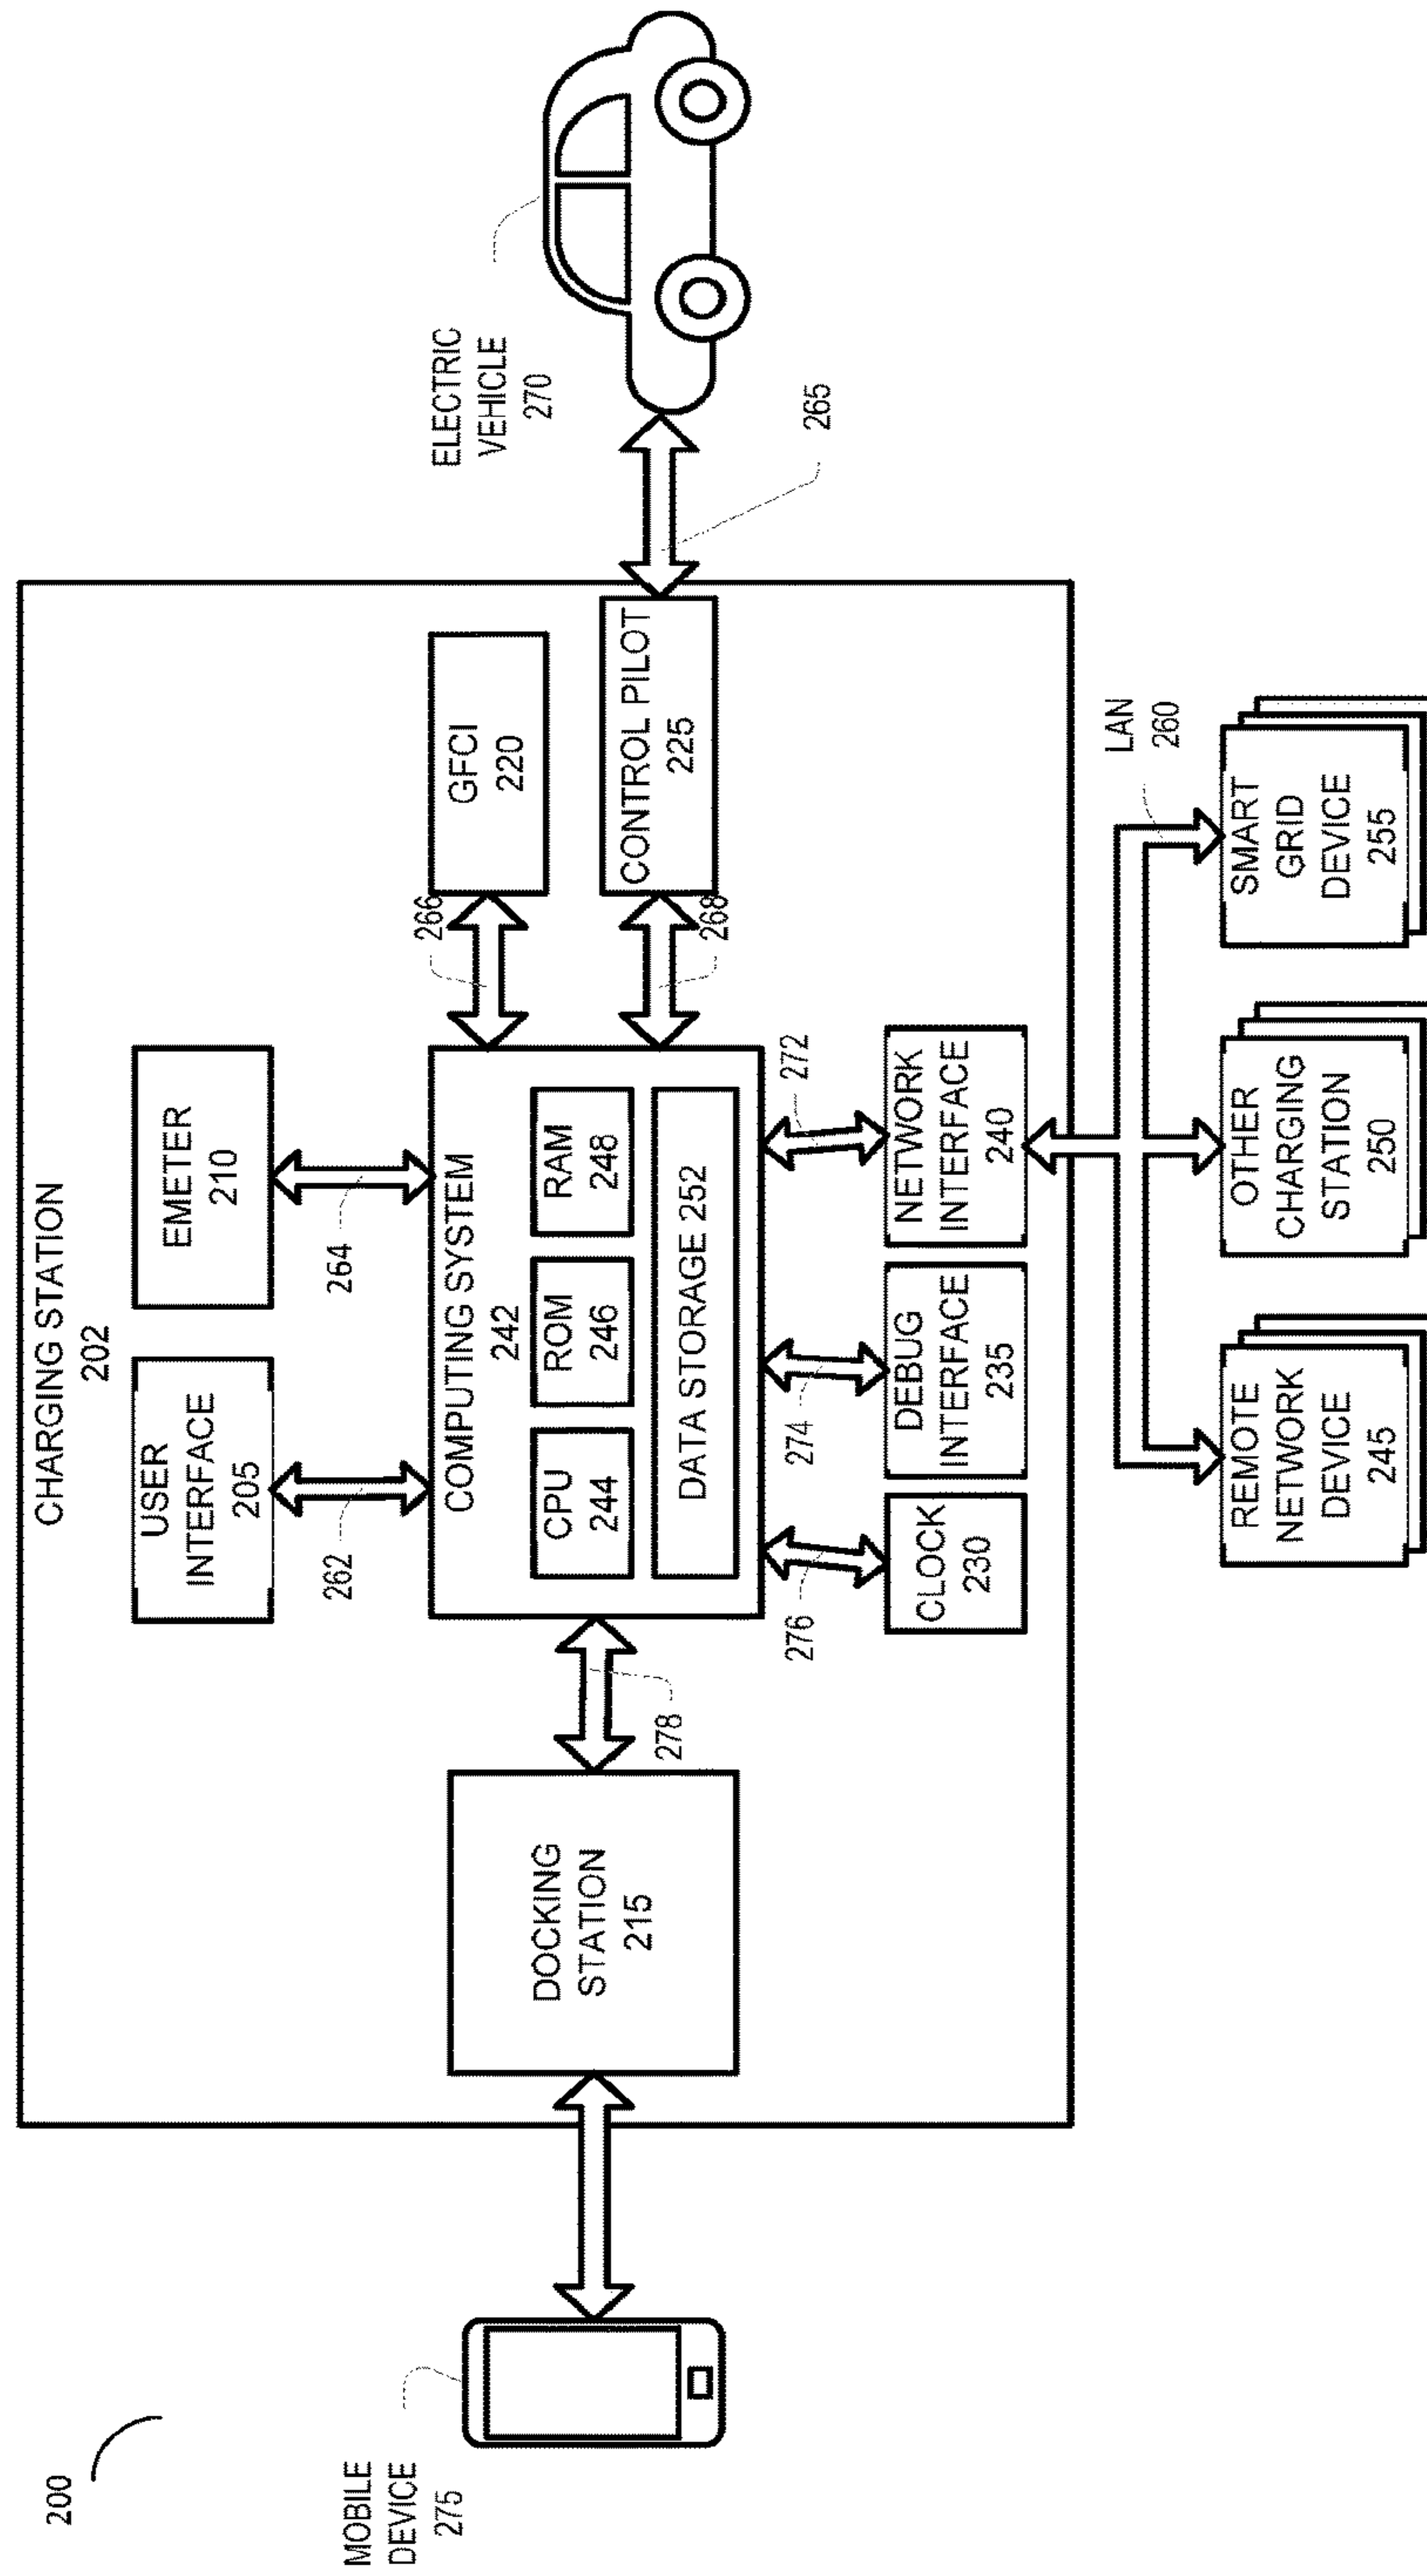 200
CHARGING STATION
202
USER
INTERFACE
205
EMETER
210
262
264
MOBILE
DEVICE
275
DOCKING
STATION
215
278
COMPUTING SYSTEM
242
CPU
244
ROM
246
RAM
248
DATA STORAGE 252
266
GFCI
220
268
CONTROL PILOT
225
ELECTRIC
VEHICLE
270
265
276
274
272
CLOCK
230
DEBUG
INTERFACE
235
NETWORK
INTERFACE
240
LAN
260
REMOTE
NETWORK
DEVICE
245
OTHER
CHARGING
STATION
250
SMART
GRID
DEVICE
255